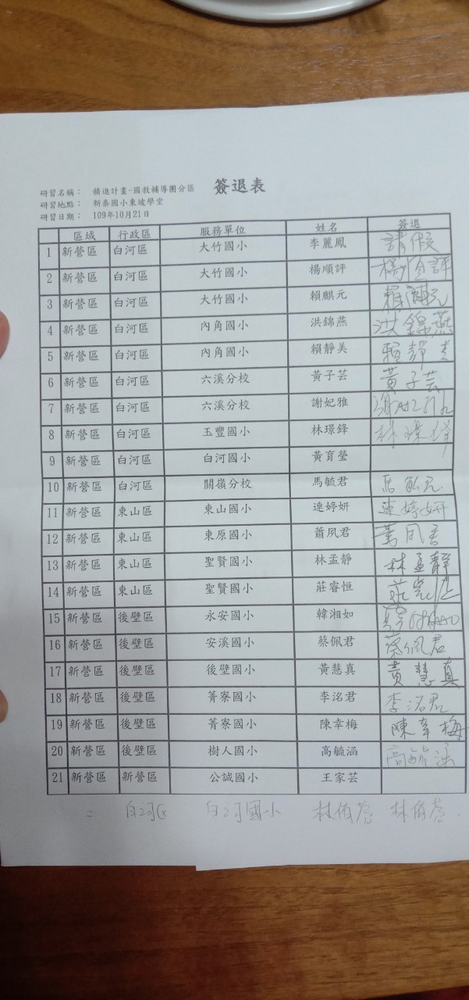 簽退表
研習名稱： 精進計畫-國教輔導團分區
研習地點： 新泰國小東坡學堂
研習日期： 109年10月21日
區域 行政區 服務單位 姓名 簽退
1 新營區 白河區 大竹國小 李麗鳳 請假
2 新營區 白河區 大竹國小 楊順評 楊順評
3 新營區 白河區 大竹國小 賴麒元 賴麒元
4 新營區 白河區 內角國小 洪錦燕 洪錦燕
5 新營區 白河區 內角國小 賴靜美 賴靜美
6 新營區 白河區 六溪分校 黃子芸 黃子芸
7 新營區 白河區 六溪分校 謝妃雅 謝妃雅
8 新營區 白河區 玉豐國小 林璟鋒 林璟鋒
9 新營區 白河區 白河國小 黃育瑩
10 新營區 白河區 關嶺分校 馬毓君 馬毓君
11 新營區 東山區 東山國小 連婷妍 連婷妍
12 新營區 東山區 東原國小 蕭夙君 蕭夙君
13 新營區 東山區 聖賢國小 林孟靜 林孟靜
14 新營區 東山區 聖賢國小 莊睿恒 莊睿恒
15 新營區 後壁區 永安國小 韓湘如
16 新營區 後壁區 安溪國小 蔡佩君 蔡佩君
17 新營區 後壁區 後壁國小 黃慧真 黃慧真
18 新營區 後壁區 菁寮國小 李洺君 李洺君
19 新營區 後壁區 菁寮國小 陳幸梅 陳幸梅
20 新營區 後壁區 樹人國小 高毓涵 高毓涵
21 新營區 新營區 公誠國小 王家芸
白河區 白河國小